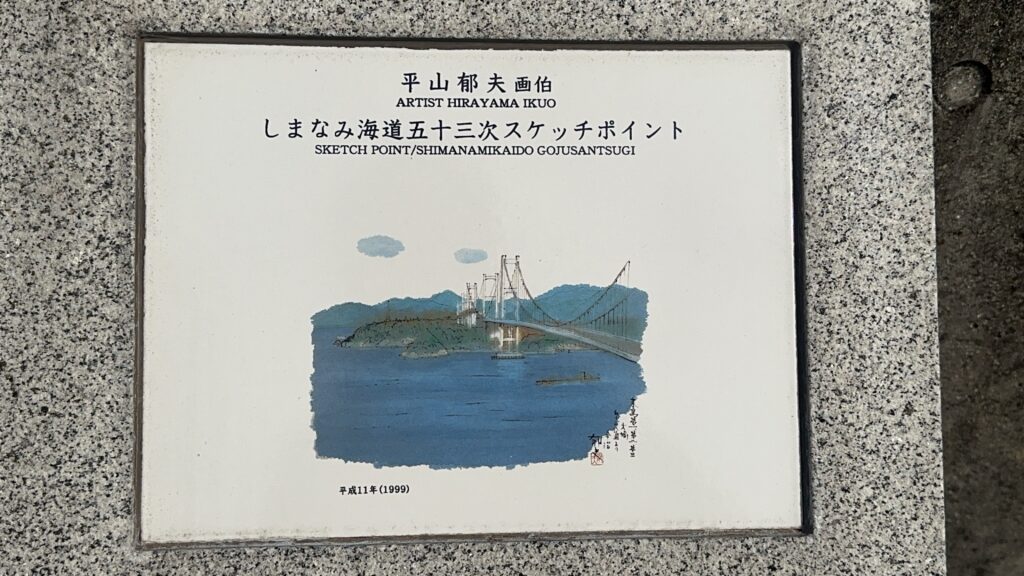 平山郁夫画伯
ARTIST HIRAYAMA IKUO
しまなみ海道五十三次スケッチポイント
SKETCH POINT/SHIMANAMIKAIDO GOJUSANTSUGI
平成11年(1999)